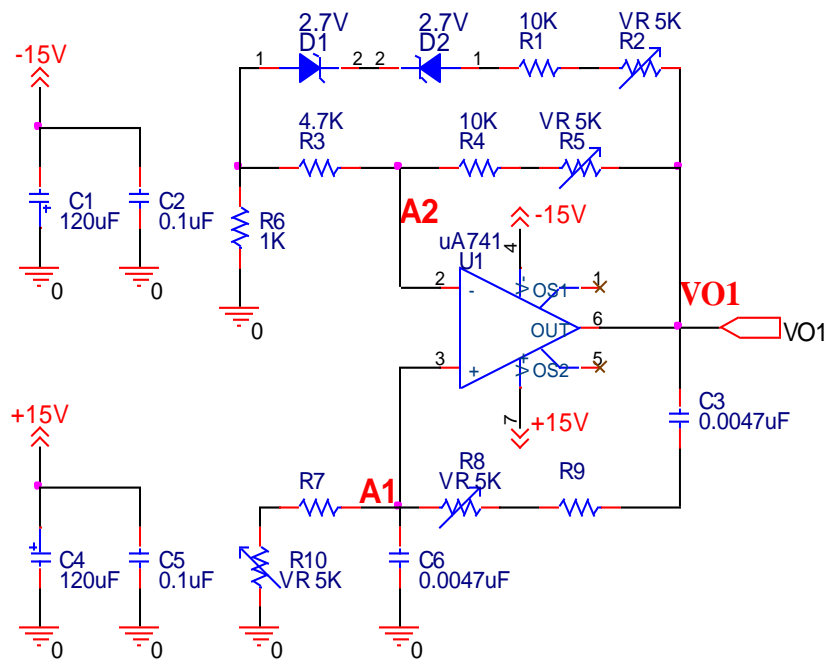 2.7V
D1
2.7V
D2
10K
R1
VR 5K
R2
1
2
2
1
-15V
4.7K
R3
10K
R4
VR 5K
R5
C1
120uF
C2
0.1uF
R6
1K
A2
-15V
uA741
U1
4
V-
OS1
1
2
-
VO1
OUT
6
VO1
0
0
3
+
V+
OS2
5
7
+15V
C3
0.0047uF
+15V
R7
A1
R8
VR 5K
R9
C4
120uF
C5
0.1uF
R10
VR 5K
C6
0.0047uF
0
0
0